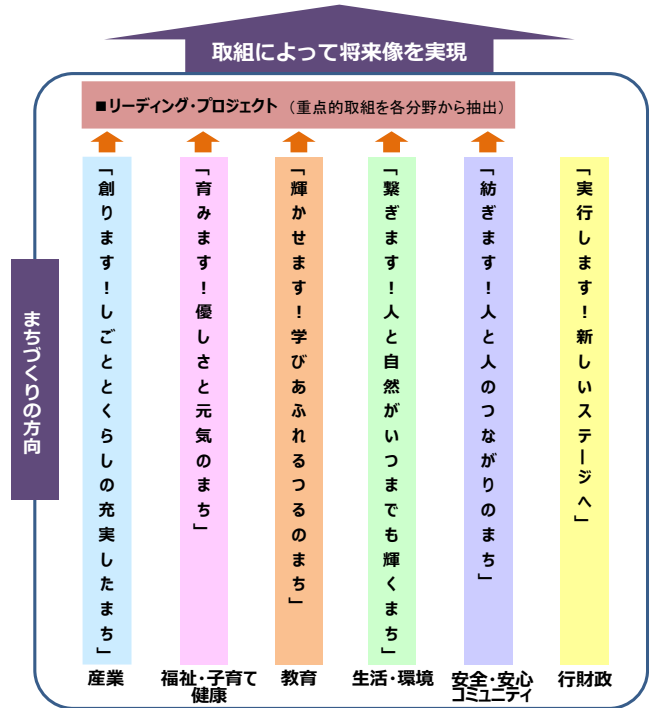 取組によって将来像を実現
■リーディング・プロジェクト（重点的取組を各分野から抽出）
まちづくりの方向
「創ります！しごととくらしの充実したまち」
「育みます！優しさと元気のまち」
「輝かせます！学びあふれるつるのまち」
「繋ぎます！人と自然がいつまでも輝くまち」
「紡ぎます！人と人のつながりのまち」
「実行します！新しいステージへ」
産業
福祉・子育て
健康
教育
生活・環境
安全・安心
コミュニティ
行財政